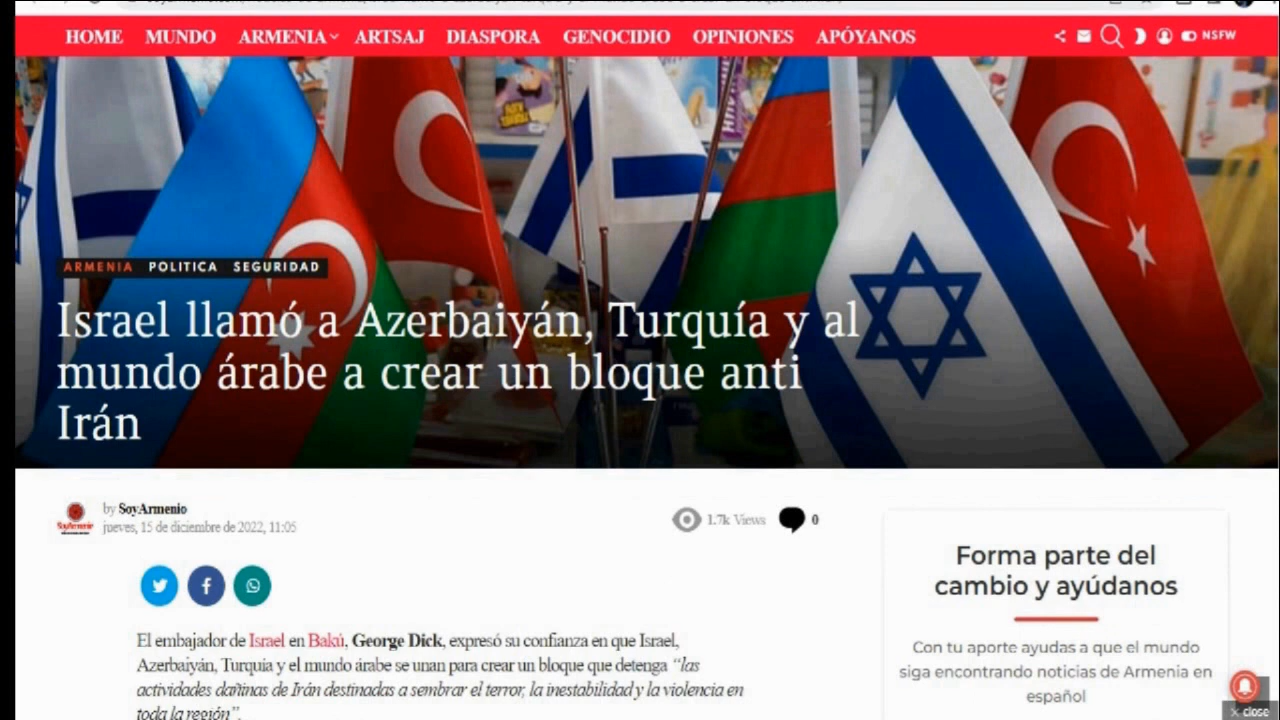 HOME MUNDO ARMENIA ARTSAJ DIASPORA GENOCIDIO OPINIONES APÓYANOS NSFW
ARMENIA POLITICA SEGURIDAD
Israel llamó a Azerbaiyán, Turquía y al
mundo árabe a crear un bloque anti
Irán
by SoyArmenio
jueves, 15 de diciembre de 2022, 11:05
1.7k Views 0
El embajador de Israel en Bakú, George Dick, expresó su confianza en que Israel,
Azerbaiyán, Turquía y el mundo árabe se unan para crear un bloque que detenga “las
actividades dañinas de Irán destinadas a sembrar el terror, la inestabilidad y la violencia en
toda la región”.
Forma parte del
cambio y ayúdanos
Con tu aporte ayudas a que el mundo
siga encontrando noticias de Armenia en
español
× close